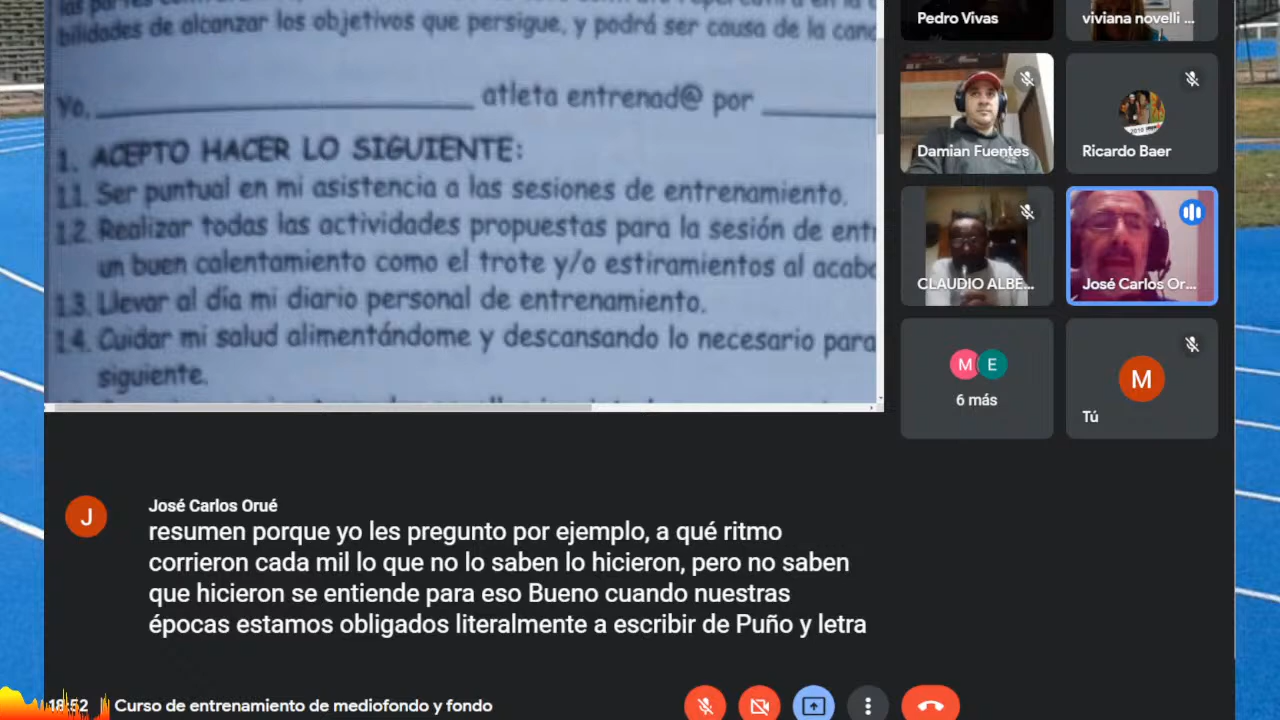 bilidades de alcanzar los objetivos que persigue, y podrá ser causa de la canc
Yo, atleta entrenad@ por
1. ACEPTO HACER LO SIGUIENTE:
1.1. Ser puntual en mi asistencia a las sesiones de entrenamiento.
1.2. Realizar todas las actividades propuestas para la sesión de entr
un buen calentamiento como el trote y/o estiramientos al acaba
1.3. Llevar al día mi diario personal de entrenamiento.
1.4. Cuidar mi salud alimentándome y descansando lo necesario para
siguiente.
Pedro Vivas
viviana novelli ...
Damian Fuentes
Ricardo Baer
CLAUDIO ALBE...
José Carlos Or...
M E
6 más
M
Tú
J
José Carlos Orué
resumen porque yo les pregunto por ejemplo, a qué ritmo
corrieron cada mil lo que no lo saben lo hicieron, pero no saben
que hicieron se entiende para eso Bueno cuando nuestras
épocas estamos obligados literalmente a escribir de Puño y letra
18:52 Curso de entrenamiento de mediofondo y fondo